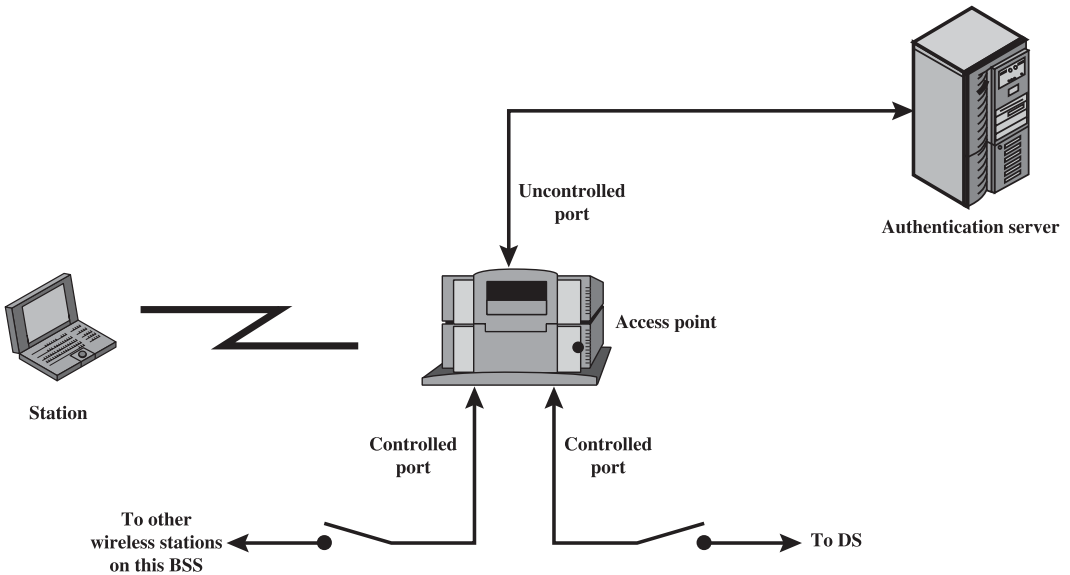 Uncontrolled
port
Authentication server
Access point
Station
Controlled
port
Controlled
port
To other
wireless stations
on this BSS
To DS